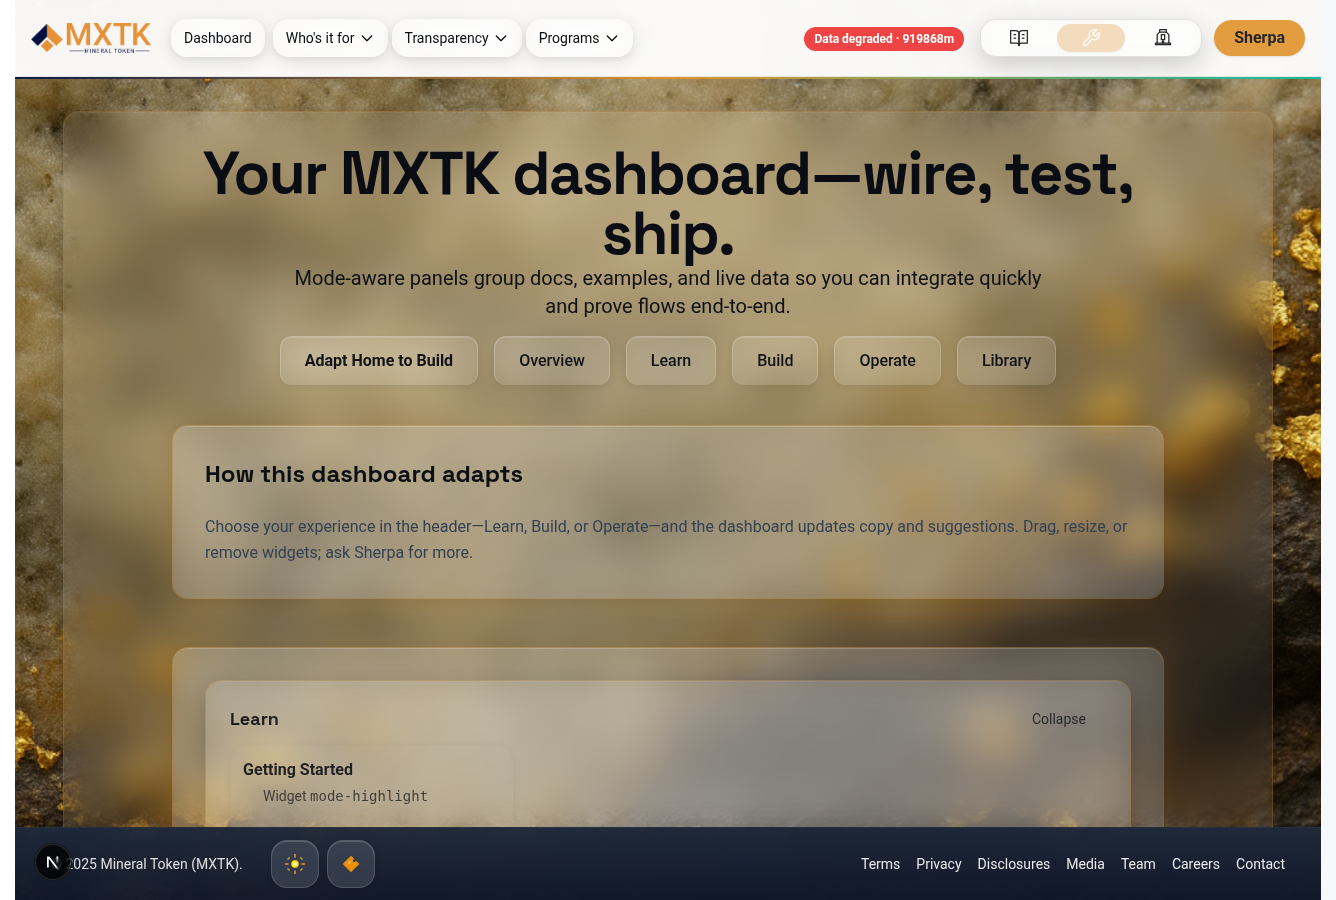 MXTK
MINERAL TOKEN
Dashboard
Who's it for
Transparency
Programs
Data degraded · 919868m
Sherpa
Your MXTK dashboard—wire, test,
ship.
Mode-aware panels group docs, examples, and live data so you can integrate quickly
and prove flows end-to-end.
Adapt Home to Build
Overview
Learn
Build
Operate
Library
How this dashboard adapts
Choose your experience in the header—Learn, Build, or Operate—and the dashboard updates copy and suggestions. Drag, resize, or
remove widgets; ask Sherpa for more.
Learn
Collapse
Getting Started
Widget mode-highlight
N
2025 Mineral Token (MXTK).
Terms
Privacy
Disclosures
Media
Team
Careers
Contact